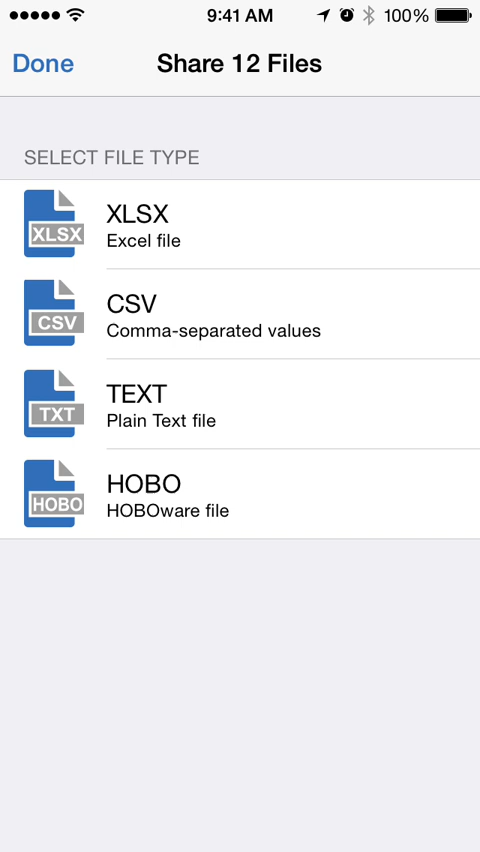 9:41 AM 100%
Done Share 12 Files
SELECT FILE TYPE
XLSX
XLSX
Excel file
CSV
CSV
Comma-separated values
TXT
TEXT
Plain Text file
HOBO
HOBO
HOBOware file